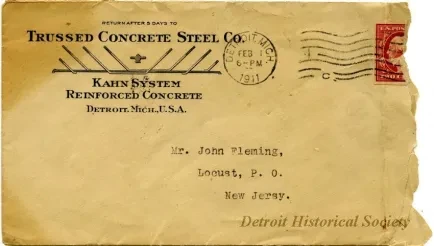 RETURN AFTER 5 DAYS TO
TRUSSED CONCRETE STEEL CO.
KAHN SYSTEM
REINFORCED CONCRETE
DETROIT, MICH., U.S.A.
DETROIT, MICH.
FEB 1
6-PM
1911
C
Mr. John Fleming,
Locust, P. O.
New Jersy.
Detroit Historical Society